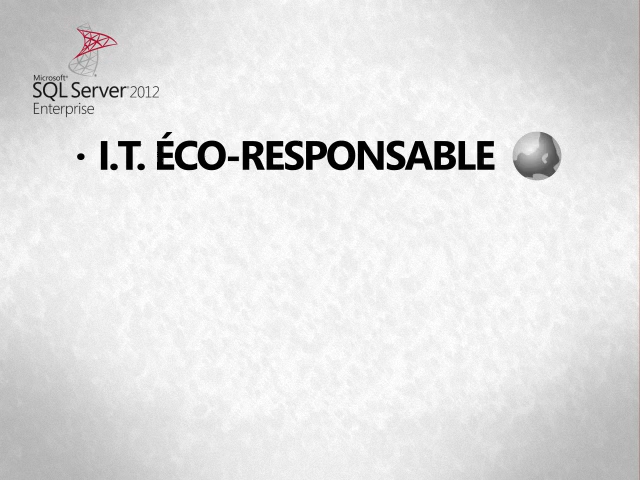 Microsoft®
SQL Server® 2012
Enterprise
• I.T. ÉCO-RESPONSABLE